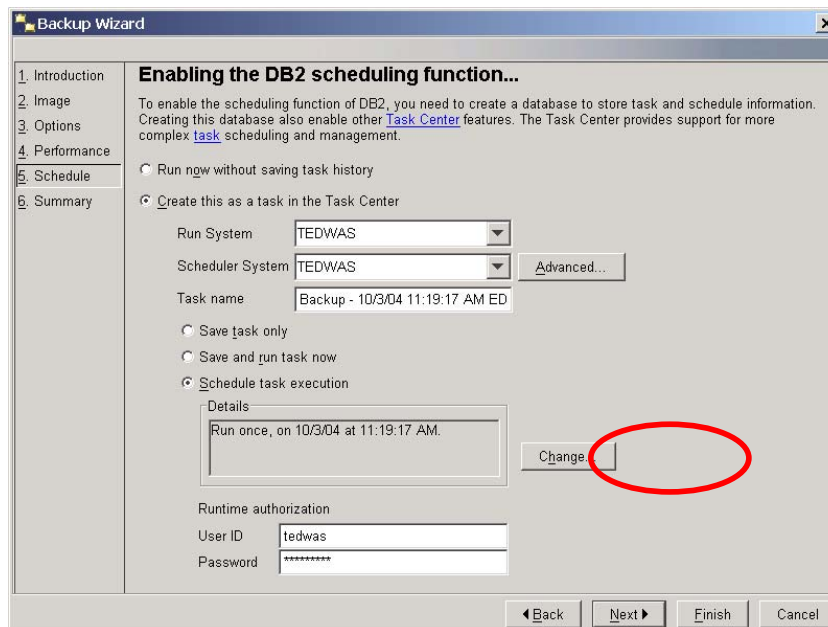 Backup Wizard
1. Introduction
2. Image
3. Options
4. Performance
5. Schedule
6. Summary
Enabling the DB2 scheduling function...
To enable the scheduling function of DB2, you need to create a database to store task and schedule information.
Creating this database also enable other Task Center features. The Task Center provides support for more
complex task scheduling and management.
Run now without saving task history
Create this as a task in the Task Center
Run System TEDWAS
Scheduler System TEDWAS Advanced...
Task name Backup - 10/3/04 11:19:17 AM ED
Save task only
Save and run task now
Schedule task execution
Details
Run once, on 10/3/04 at 11:19:17 AM.
Change...
Runtime authorization
User ID tedwas
Password *********
Back Next Finish Cancel